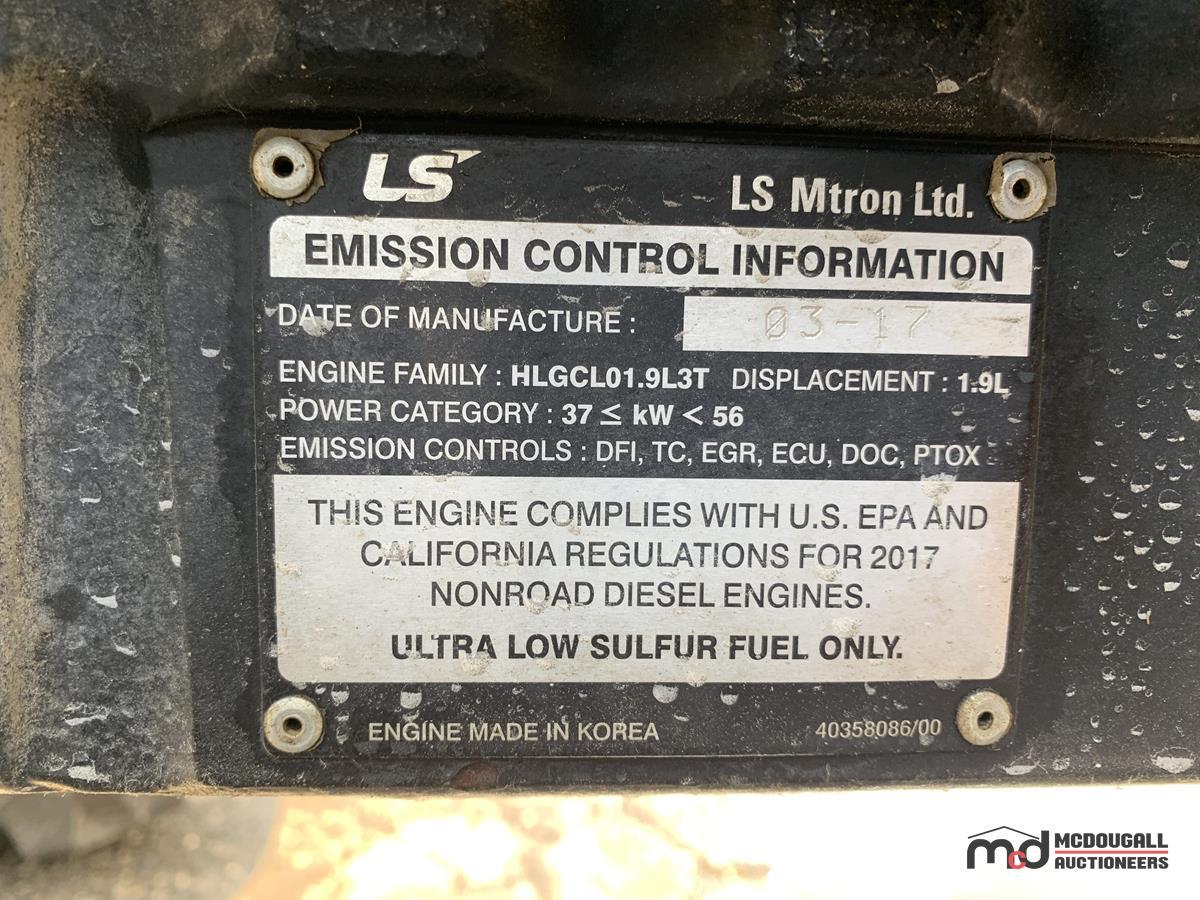 LS
LS Mtron Ltd.
EMISSION CONTROL INFORMATION
DATE OF MANUFACTURE : 03-17
ENGINE FAMILY : HLGCL01.9L3T DISPLACEMENT : 1.9L
POWER CATEGORY : 37 ≤ kW < 56
EMISSION CONTROLS : DFI, TC, EGR, ECU, DOC, PTOX
THIS ENGINE COMPLIES WITH U.S. EPA AND
CALIFORNIA REGULATIONS FOR 2017
NONROAD DIESEL ENGINES.
ULTRA LOW SULFUR FUEL ONLY.
ENGINE MADE IN KOREA 40358086/00
mcd MCDOUGALL
AUCTIONEERS